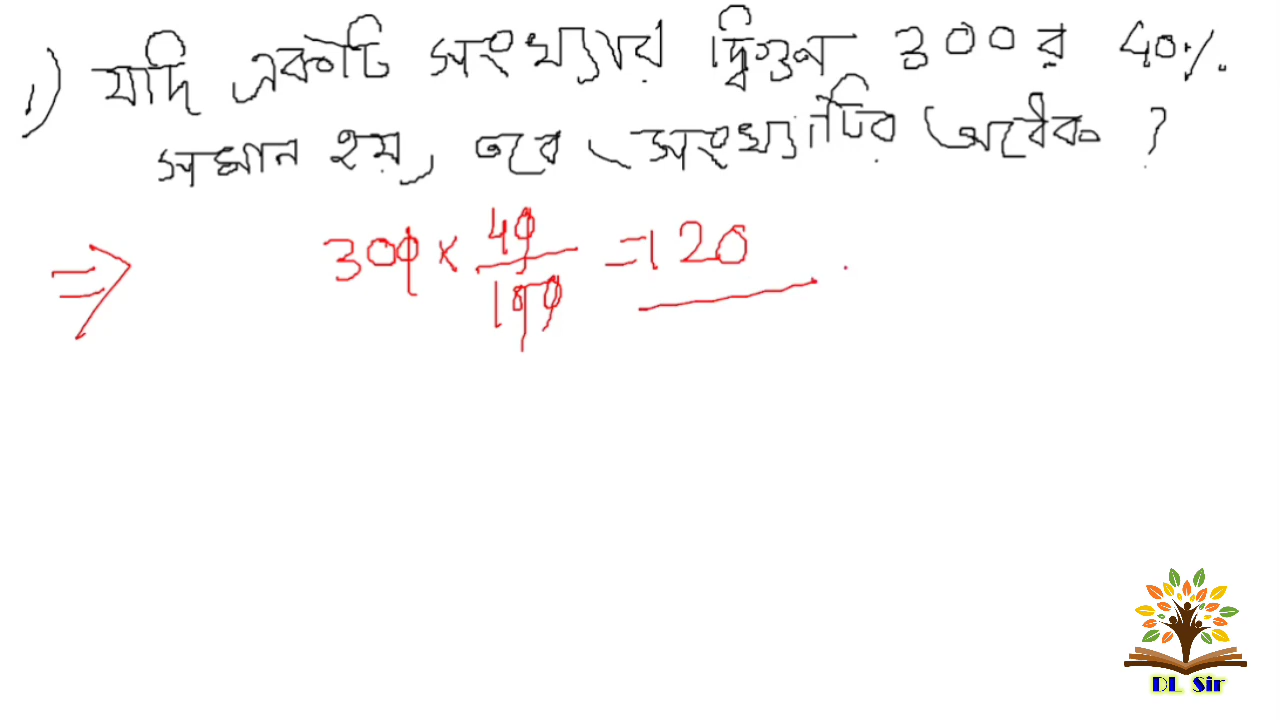 1) যদি একটি সংখ্যার দ্বিগুন 300র 40%.
সমান হয়, তবে সংখ্যাটির অর্ধেক ?
⇒ 300 × 40/100 = 120
DL Sir